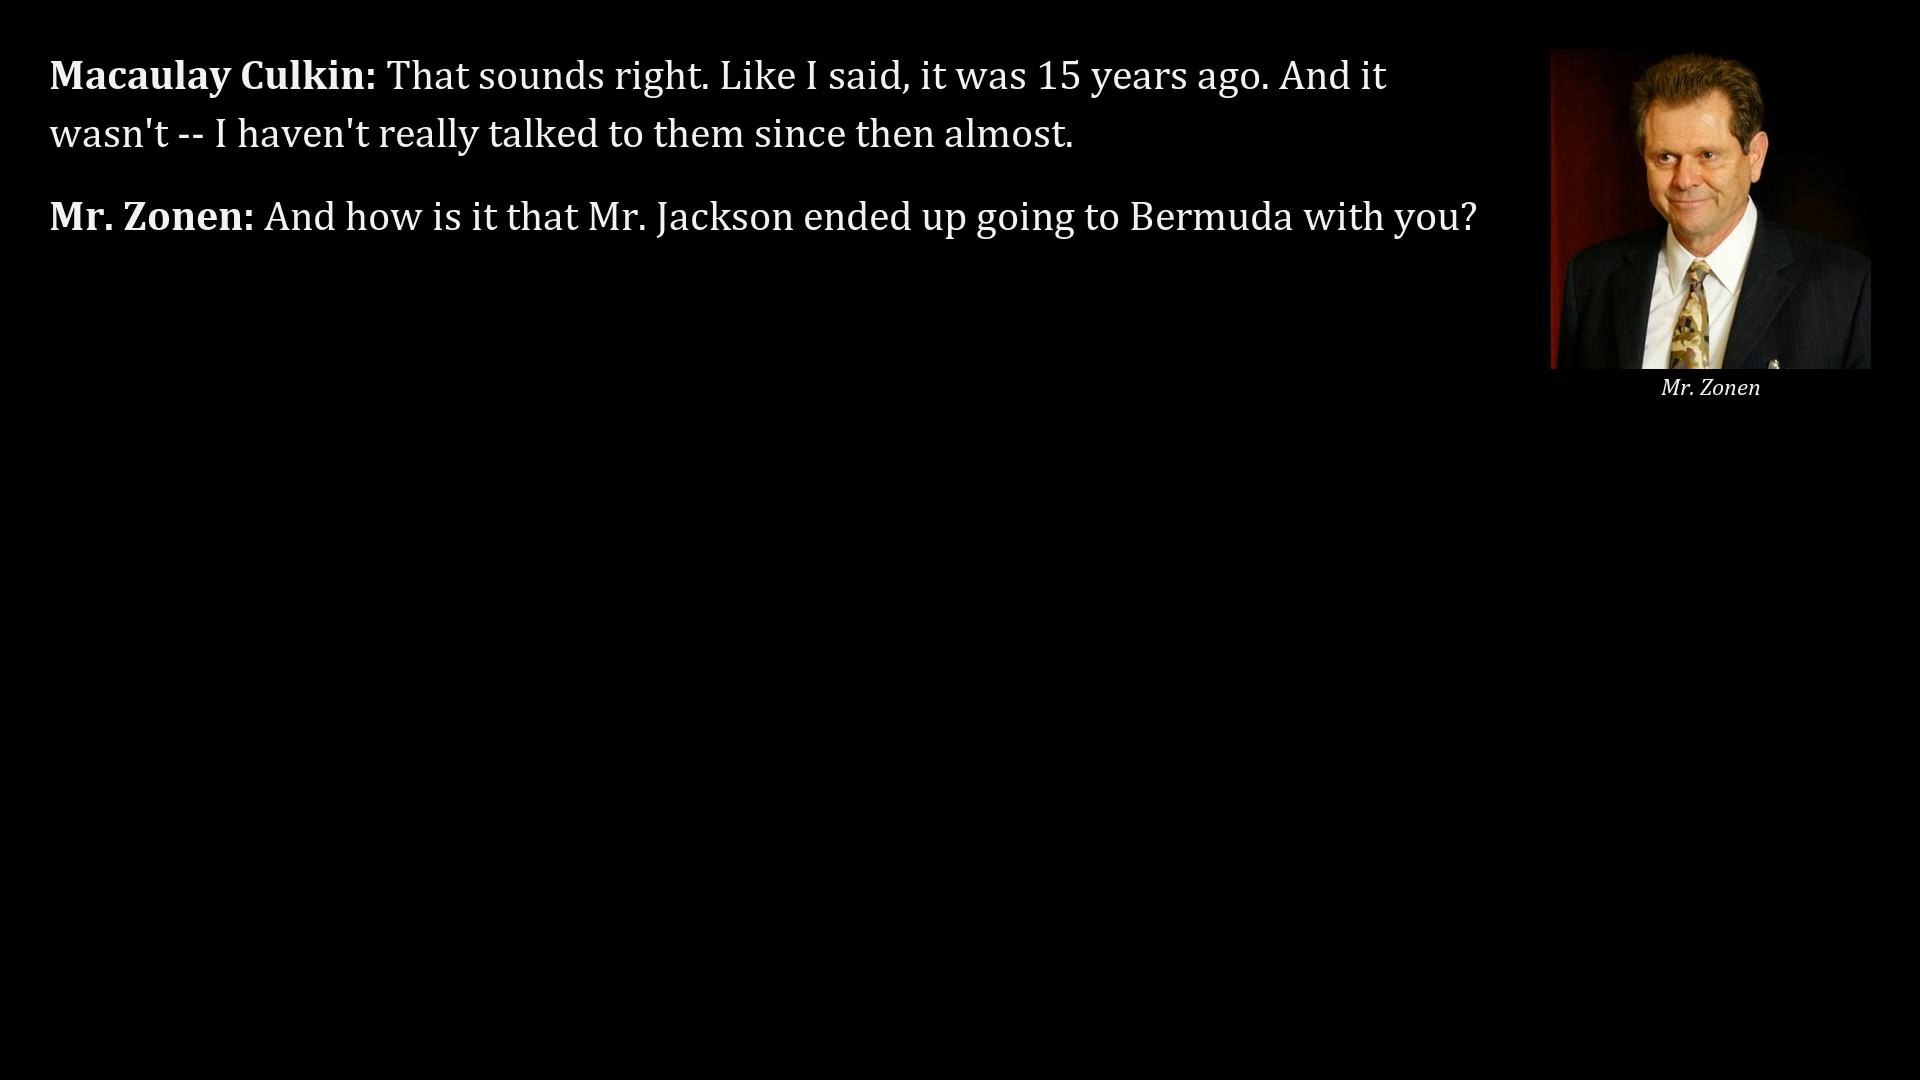 Macaulay Culkin: That sounds right. Like I said, it was 15 years ago. And it
wasn't -- I haven't really talked to them since then almost.
Mr. Zonen: And how is it that Mr. Jackson ended up going to Bermuda with you?
Mr. Zonen